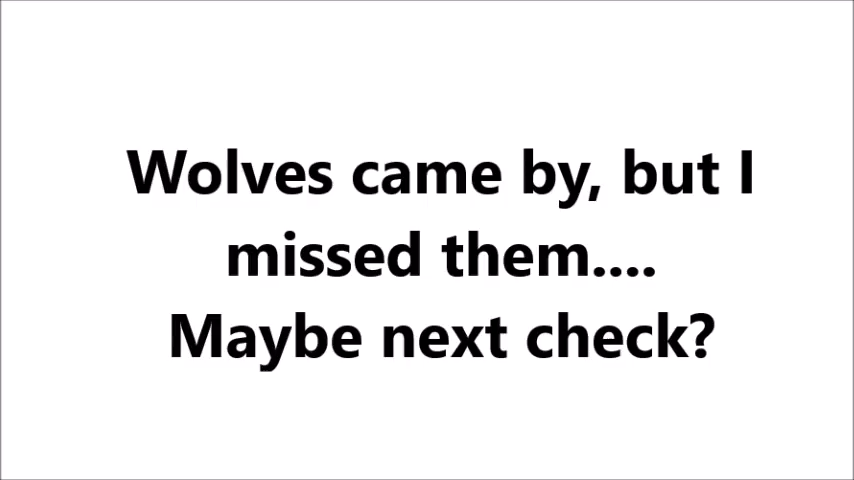 Wolves came by, but I
missed them....
Maybe next check?